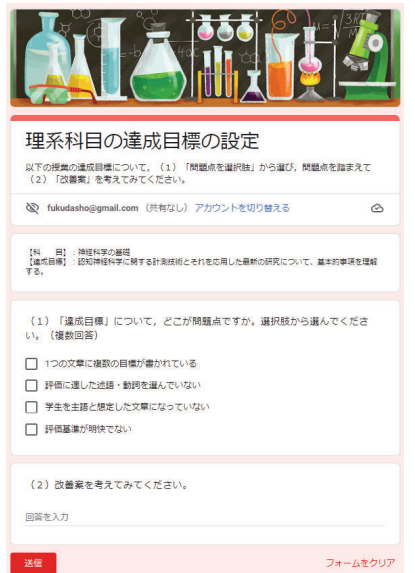 理系科目の達成目標の設定
以下の授業の達成目標について，（1）「問題点を選択肢」から選び，問題点を踏まえて
（2）「改善案」を考えてみてください。
fukudasho@gmail.com （共有なし） アカウントを切り替える
【科　　目】：神経科学の基礎
【達成目標】：認知神経科学に関する計測技術とそれを応用した最新の研究について、基本的事項を理解
する。
（1）「達成目標」について，どこが問題点ですか。選択肢から選んでくださ
い。（複数回答）
1つの文章に複数の目標が書かれている
評価に適した述語・動詞を選んでいない
学生を主語と想定した文章になっていない
評価基準が明快でない
（2）改善案を考えてみてください。
回答を入力
送信 フォームをクリア